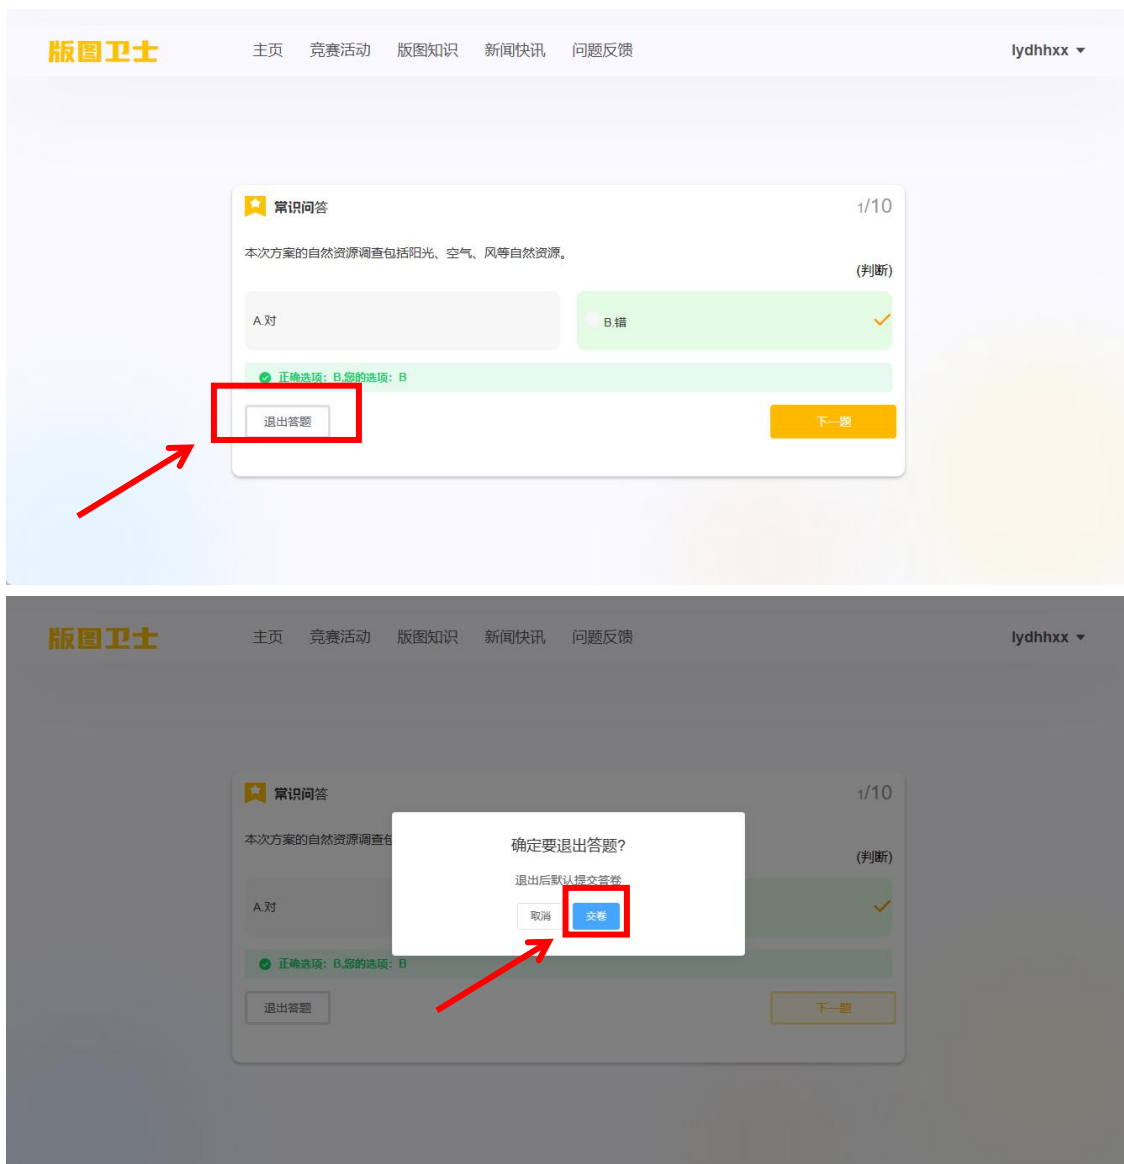 版图卫士 主页 竞赛活动 版图知识 新闻快讯 问题反馈 lydhhxx
常识问答 1/10
本次方案的自然资源调查包括阳光、空气、风等自然资源。
(判断)
A.对 B.错
正确选项：B,您的选项：B
退出答题 下一题
版图卫士 主页 竞赛活动 版图知识 新闻快讯 问题反馈 lydhhxx
常识问答 1/10
本次方案的自然资源调查包
确定要退出答题?
(判断)
退出后默认提交答卷
A.对
取消 交卷
正确选项：B,您的选项：B
退出答题 下一题